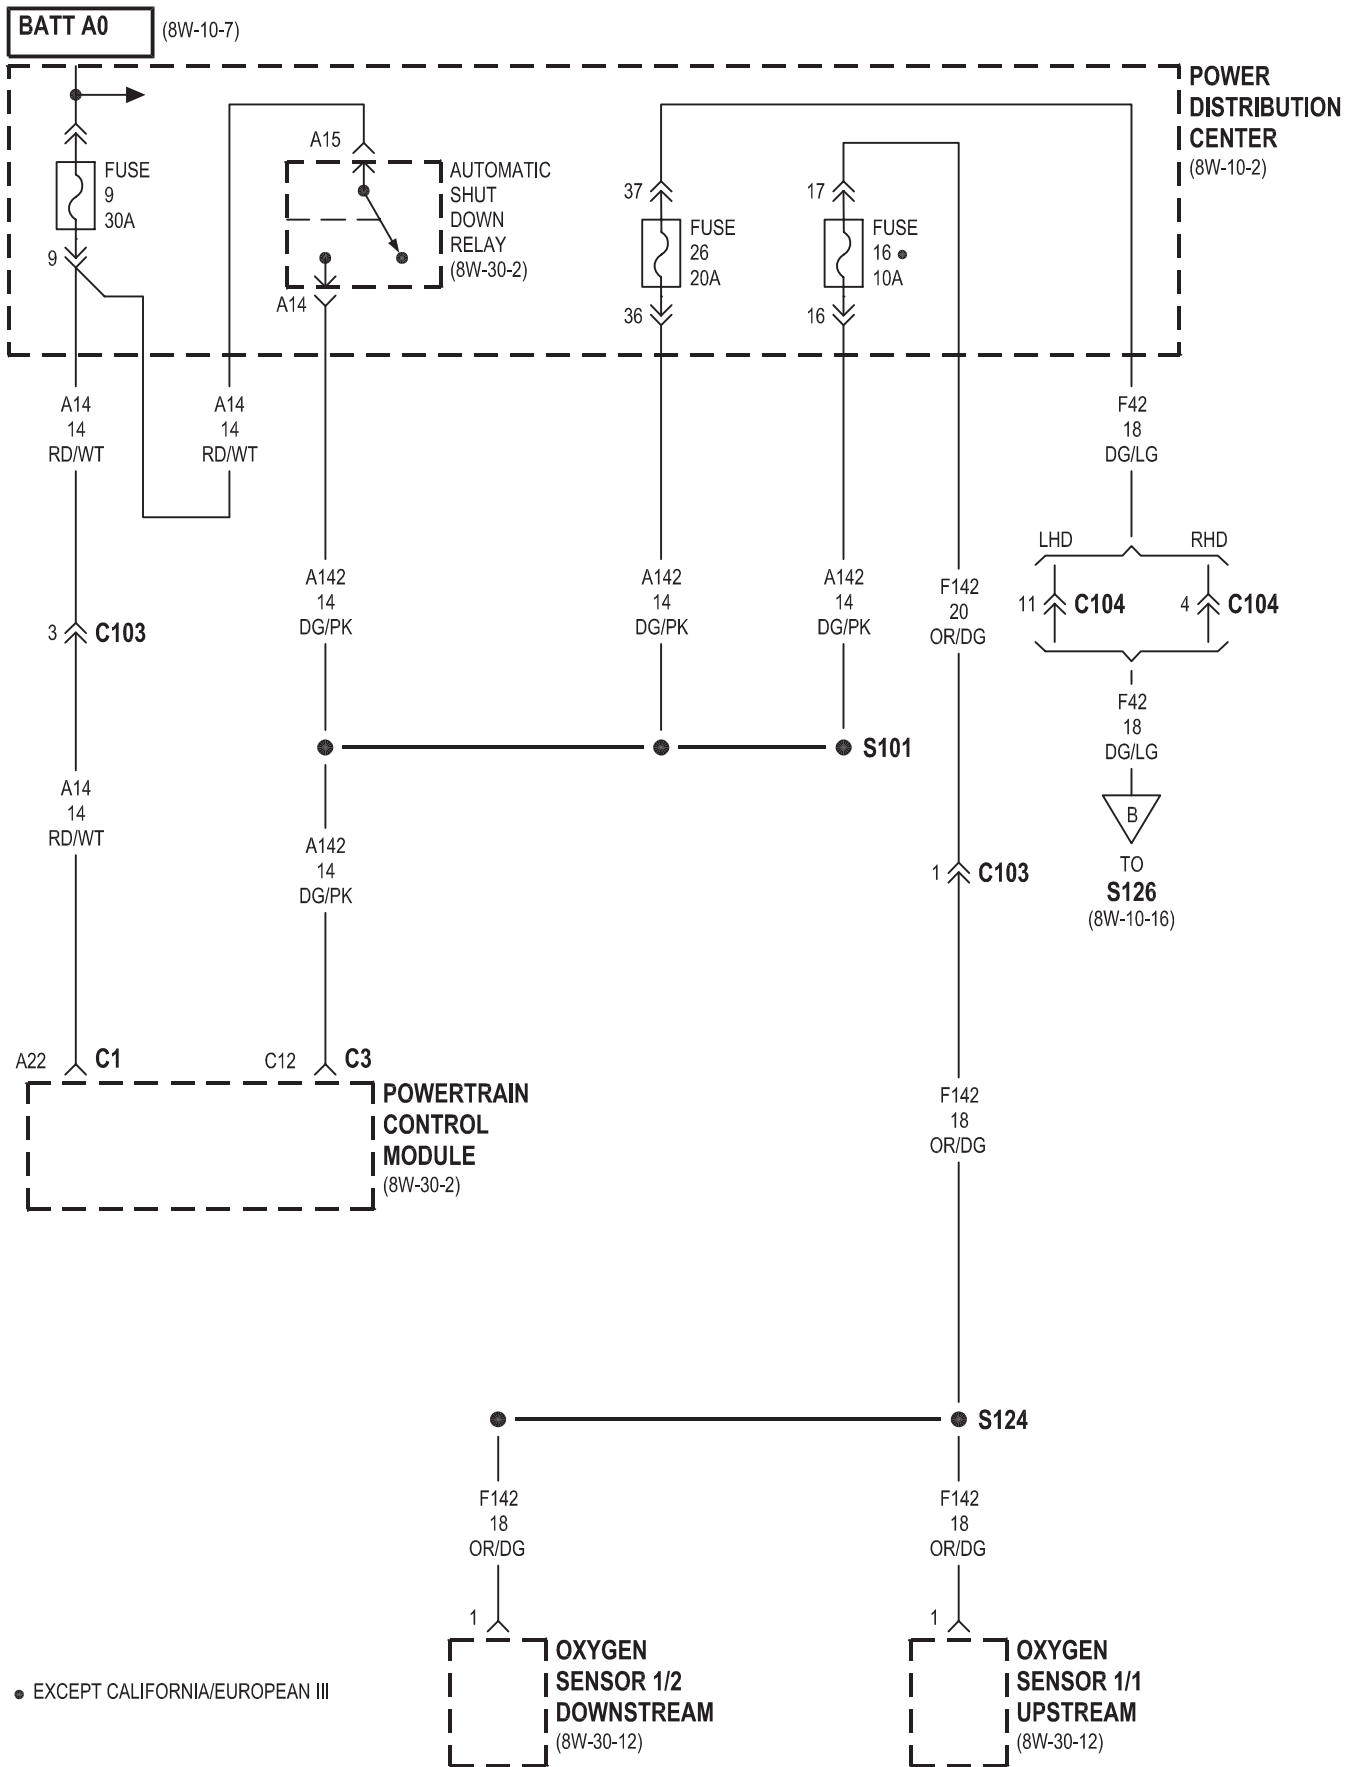 BATT A0
(8W-10-7)
POWER
DISTRIBUTION
CENTER
(8W-10-2)
FUSE
9
30A
9
A15
AUTOMATIC
SHUT
DOWN
RELAY
(8W-30-2)
A14
37
FUSE
26
20A
36
17
FUSE
16 ●
10A
16
A14
14
RD/WT
A14
14
RD/WT
F42
18
DG/LG
LHD
RHD
11
C104
4
C104
A142
14
DG/PK
A142
14
DG/PK
A142
14
DG/PK
F142
20
OR/DG
3
C103
F42
18
DG/LG
S101
A14
14
RD/WT
A142
14
DG/PK
B
TO
S126
(8W-10-16)
1
C103
A22
C1
C12
C3
POWERTRAIN
CONTROL
MODULE
(8W-30-2)
F142
18
OR/DG
S124
F142
18
OR/DG
F142
18
OR/DG
1
OXYGEN
SENSOR 1/2
DOWNSTREAM
(8W-30-12)
1
OXYGEN
SENSOR 1/1
UPSTREAM
(8W-30-12)
● EXCEPT CALIFORNIA/EUROPEAN III